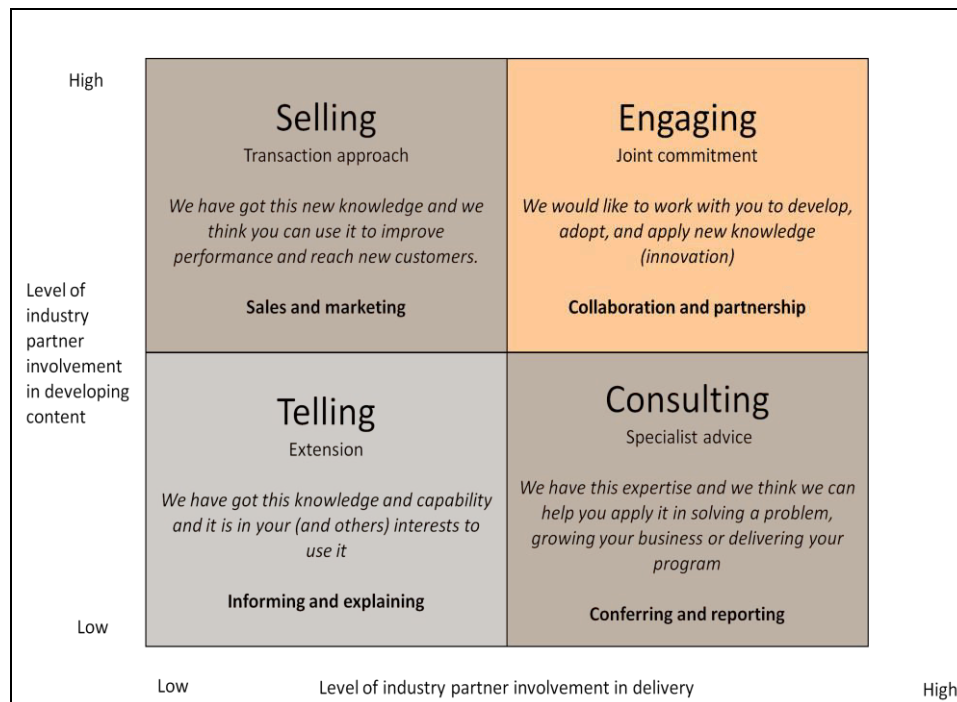 High
Selling
Transaction approach
We have got this new knowledge and we
think you can use it to improve
performance and reach new customers.
Sales and marketing
Engaging
Joint commitment
We would like to work with you to develop,
adopt, and apply new knowledge
(innovation)
Collaboration and partnership
Level of
industry
partner
involvement
in developing
content
Telling
Extension
We have got this knowledge and capability
and it is in your (and others) interests to
use it
Informing and explaining
Consulting
Specialist advice
We have this expertise and we think we can
help you apply it in solving a problem,
growing your business or delivering your
program
Conferring and reporting
Low
Low
Level of industry partner involvement in delivery
High